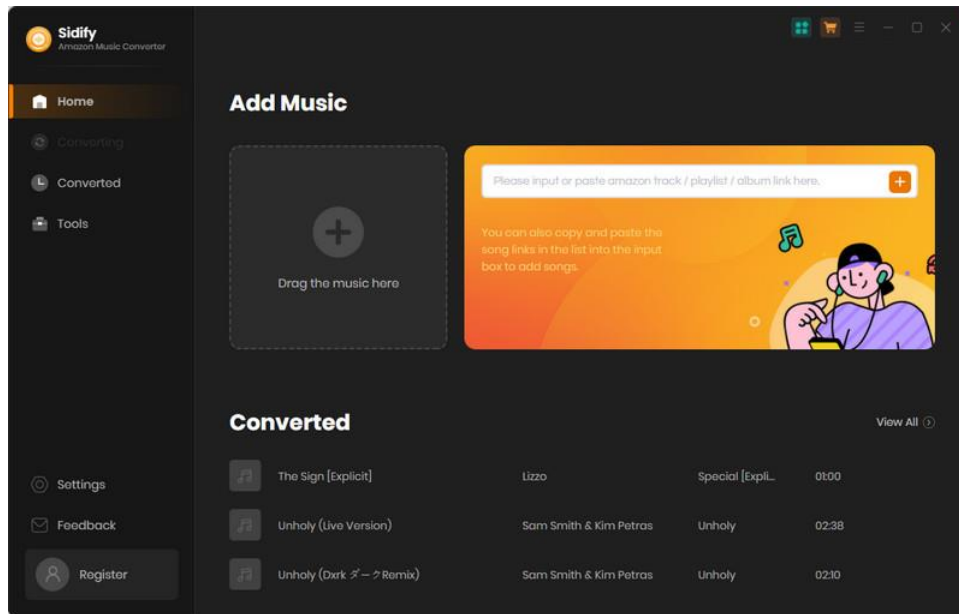 Sidify
Amazon Music Converter
Home
Converting
Converted
Tools
Settings
Feedback
Register
Add Music
Drag the music here
Please input or paste amazon track / playlist / album link here.
You can also copy and paste the
song links in the list into the input
box to add songs.
Converted
View All
The Sign [Explicit] Lizzo Special [Expli... 01:00
Unholy (Live Version) Sam Smith & Kim Petras Unholy 02:38
Unholy (Dxrk ダーク Remix) Sam Smith & Kim Petras Unholy 02:10